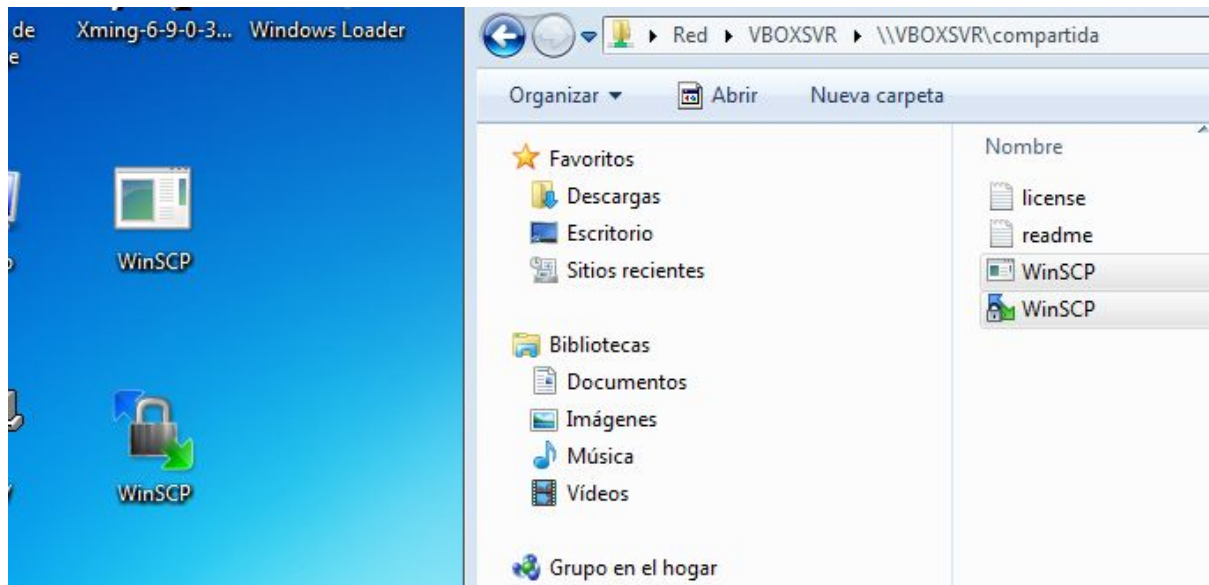 de Xming-6-9-0-3... Windows Loader
e
WinSCP
WinSCP
Red ▸ VBOXSVR ▸ \\VBOXSVR\compartida
Organizar Abrir Nueva carpeta
Favoritos
Descargas
Escritorio
Sitios recientes
Bibliotecas
Documentos
Imágenes
Música
Vídeos
Grupo en el hogar
Nombre
license
readme
WinSCP
WinSCP